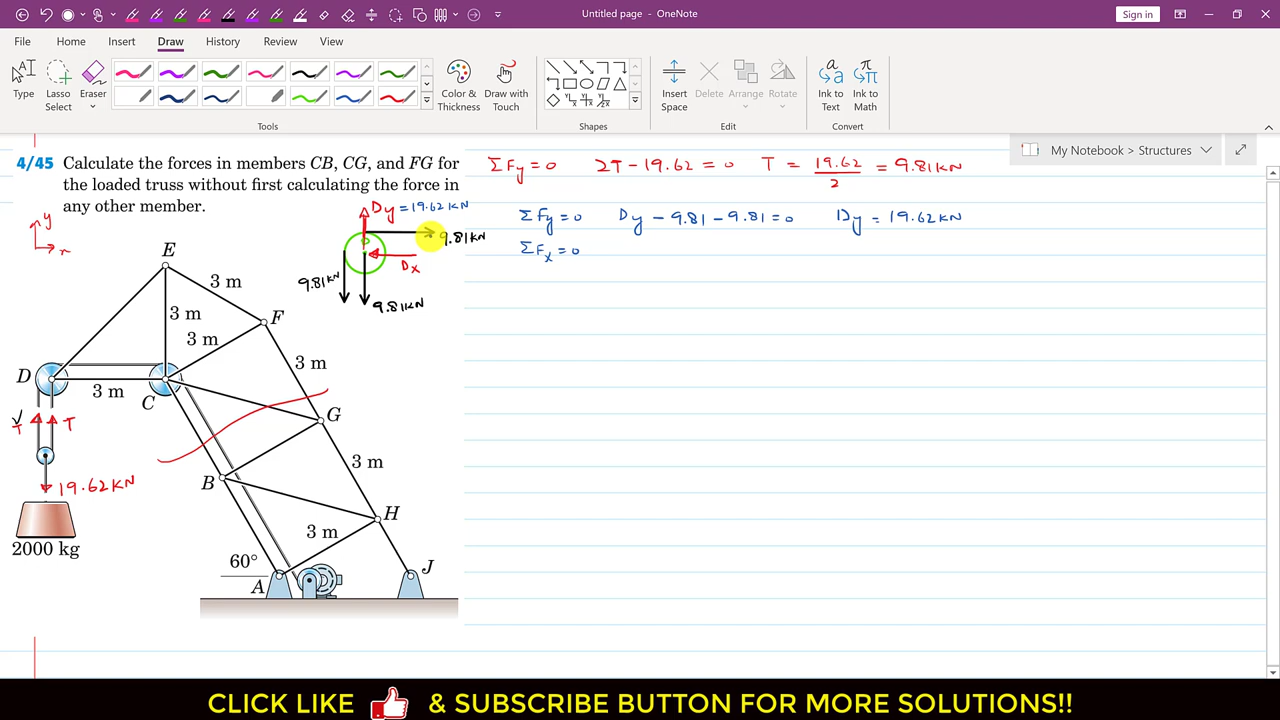 Untitled page - OneNote
Sign in
File Home Insert Draw History Review View
Type
Lasso Select
Eraser
Color & Thickness
Draw with Touch
Insert Space
Delete
Arrange
Rotate
Ink to Text
Ink to Math
Tools
Shapes
Edit
Convert
My Notebook > Structures
4/45 Calculate the forces in members CB, CG, and FG for
the loaded truss without first calculating the force in
any other member.
ΣFy = 0 2T - 19.62 = 0 T = 19.62/2 = 9.81KN
ΣFy = 0 Dy - 9.81 - 9.81 = 0 Dy = 19.62KN
ΣFx = 0
y
x
Dy = 19.62KN
9.81KN
Dx
9.81KN
9.81KN
E
3 m
3 m
F
3 m
3 m
D
3 m
C
T
T
G
3 m
19.62KN
B
H
3 m
2000 kg
60°
A
J
CLICK LIKE & SUBSCRIBE BUTTON FOR MORE SOLUTIONS!!